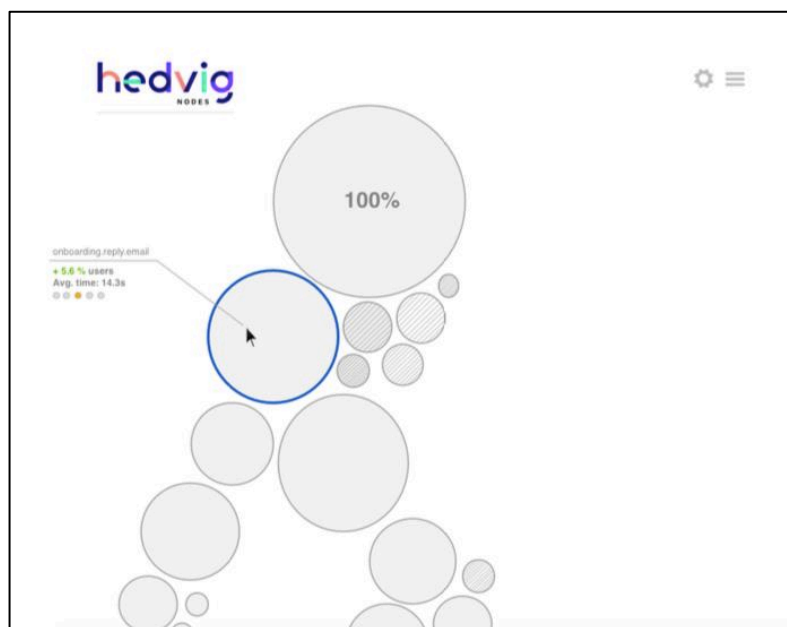 hedvig
NODES
100%
onboarding.reply.email
+ 5.6 % users
Avg. time: 14.3s